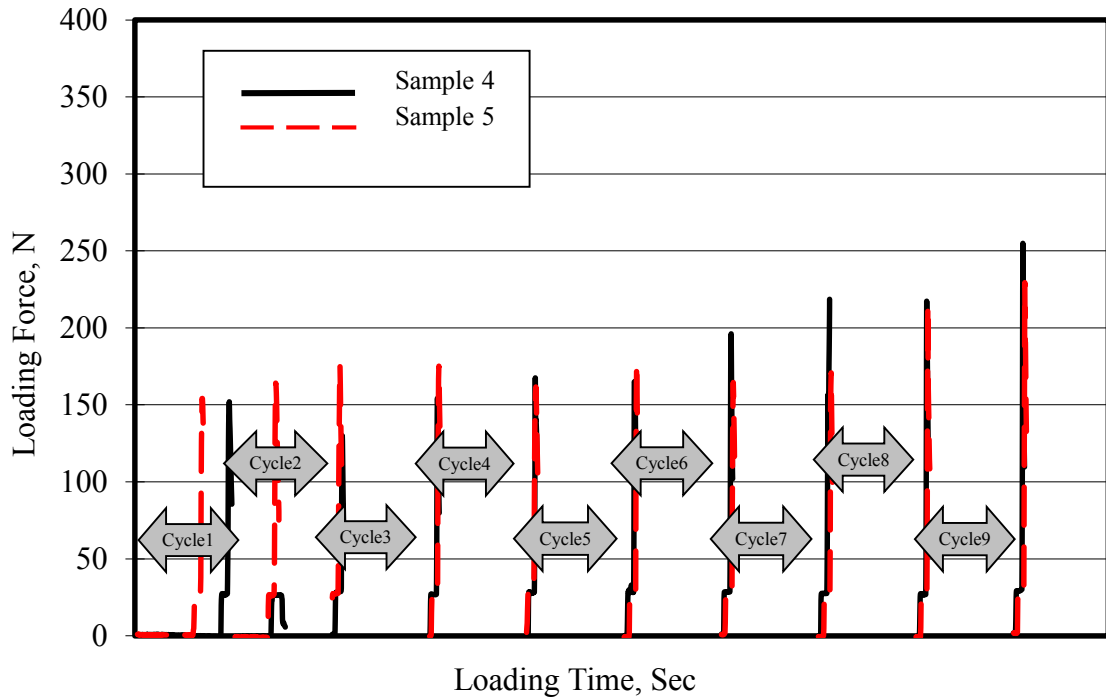 400
350
300
250
200
150
100
50
0
Loading Force, N
Sample 4
Sample 5
Cycle1
Cycle2
Cycle3
Cycle4
Cycle5
Cycle6
Cycle7
Cycle8
Cycle9
Loading Time, Sec